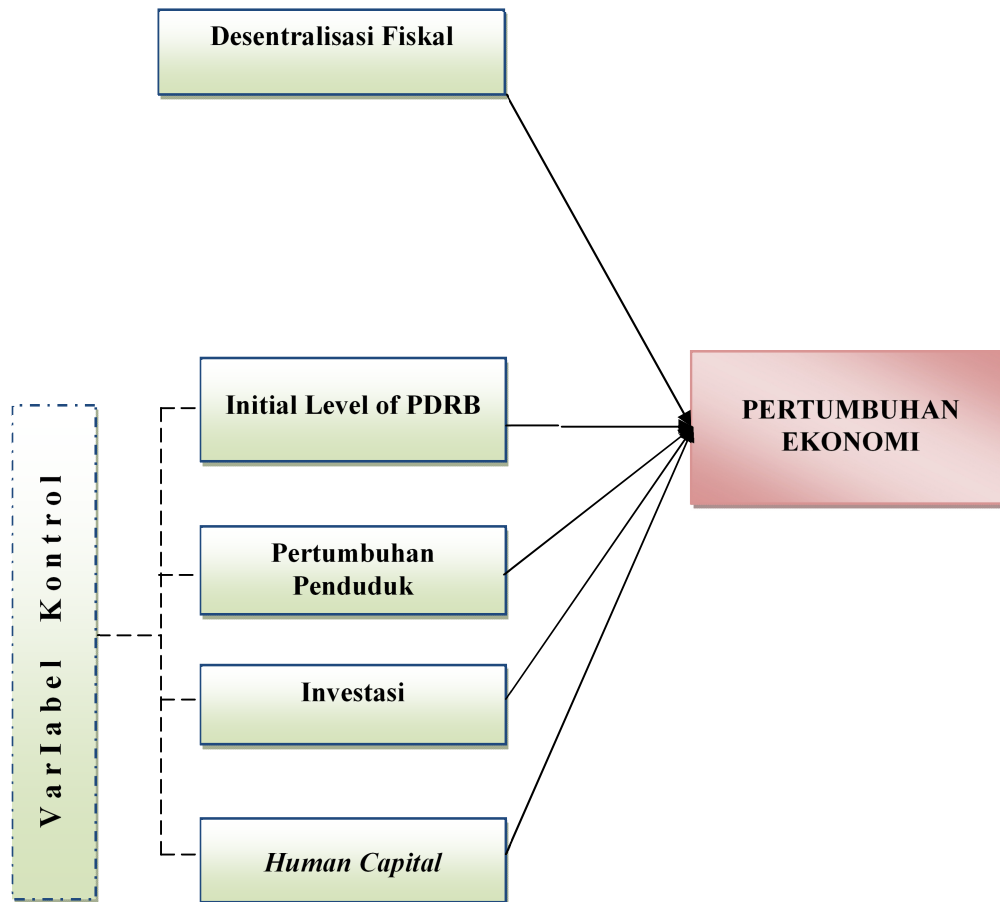 Desentralisasi Fiskal
Initial Level of PDRB
PERTUMBUHAN
EKONOMI
Pertumbuhan
Penduduk
Investasi
Human Capital
VarIabel Kontrol